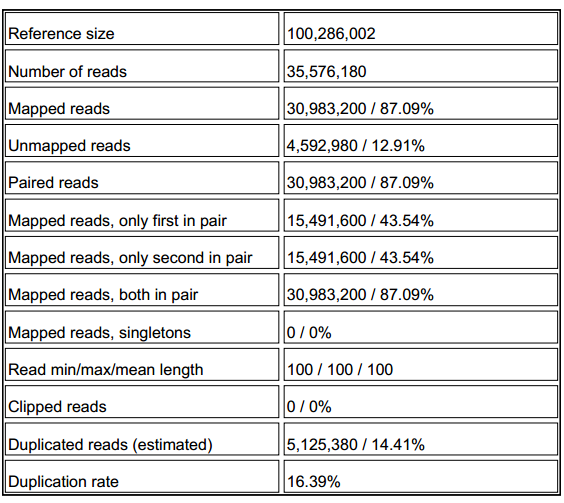 Reference size 100,286,002
Number of reads 35,576,180
Mapped reads 30,983,200 / 87.09%
Unmapped reads 4,592,980 / 12.91%
Paired reads 30,983,200 / 87.09%
Mapped reads, only first in pair 15,491,600 / 43.54%
Mapped reads, only second in pair 15,491,600 / 43.54%
Mapped reads, both in pair 30,983,200 / 87.09%
Mapped reads, singletons 0 / 0%
Read min/max/mean length 100 / 100 / 100
Clipped reads 0 / 0%
Duplicated reads (estimated) 5,125,380 / 14.41%
Duplication rate 16.39%